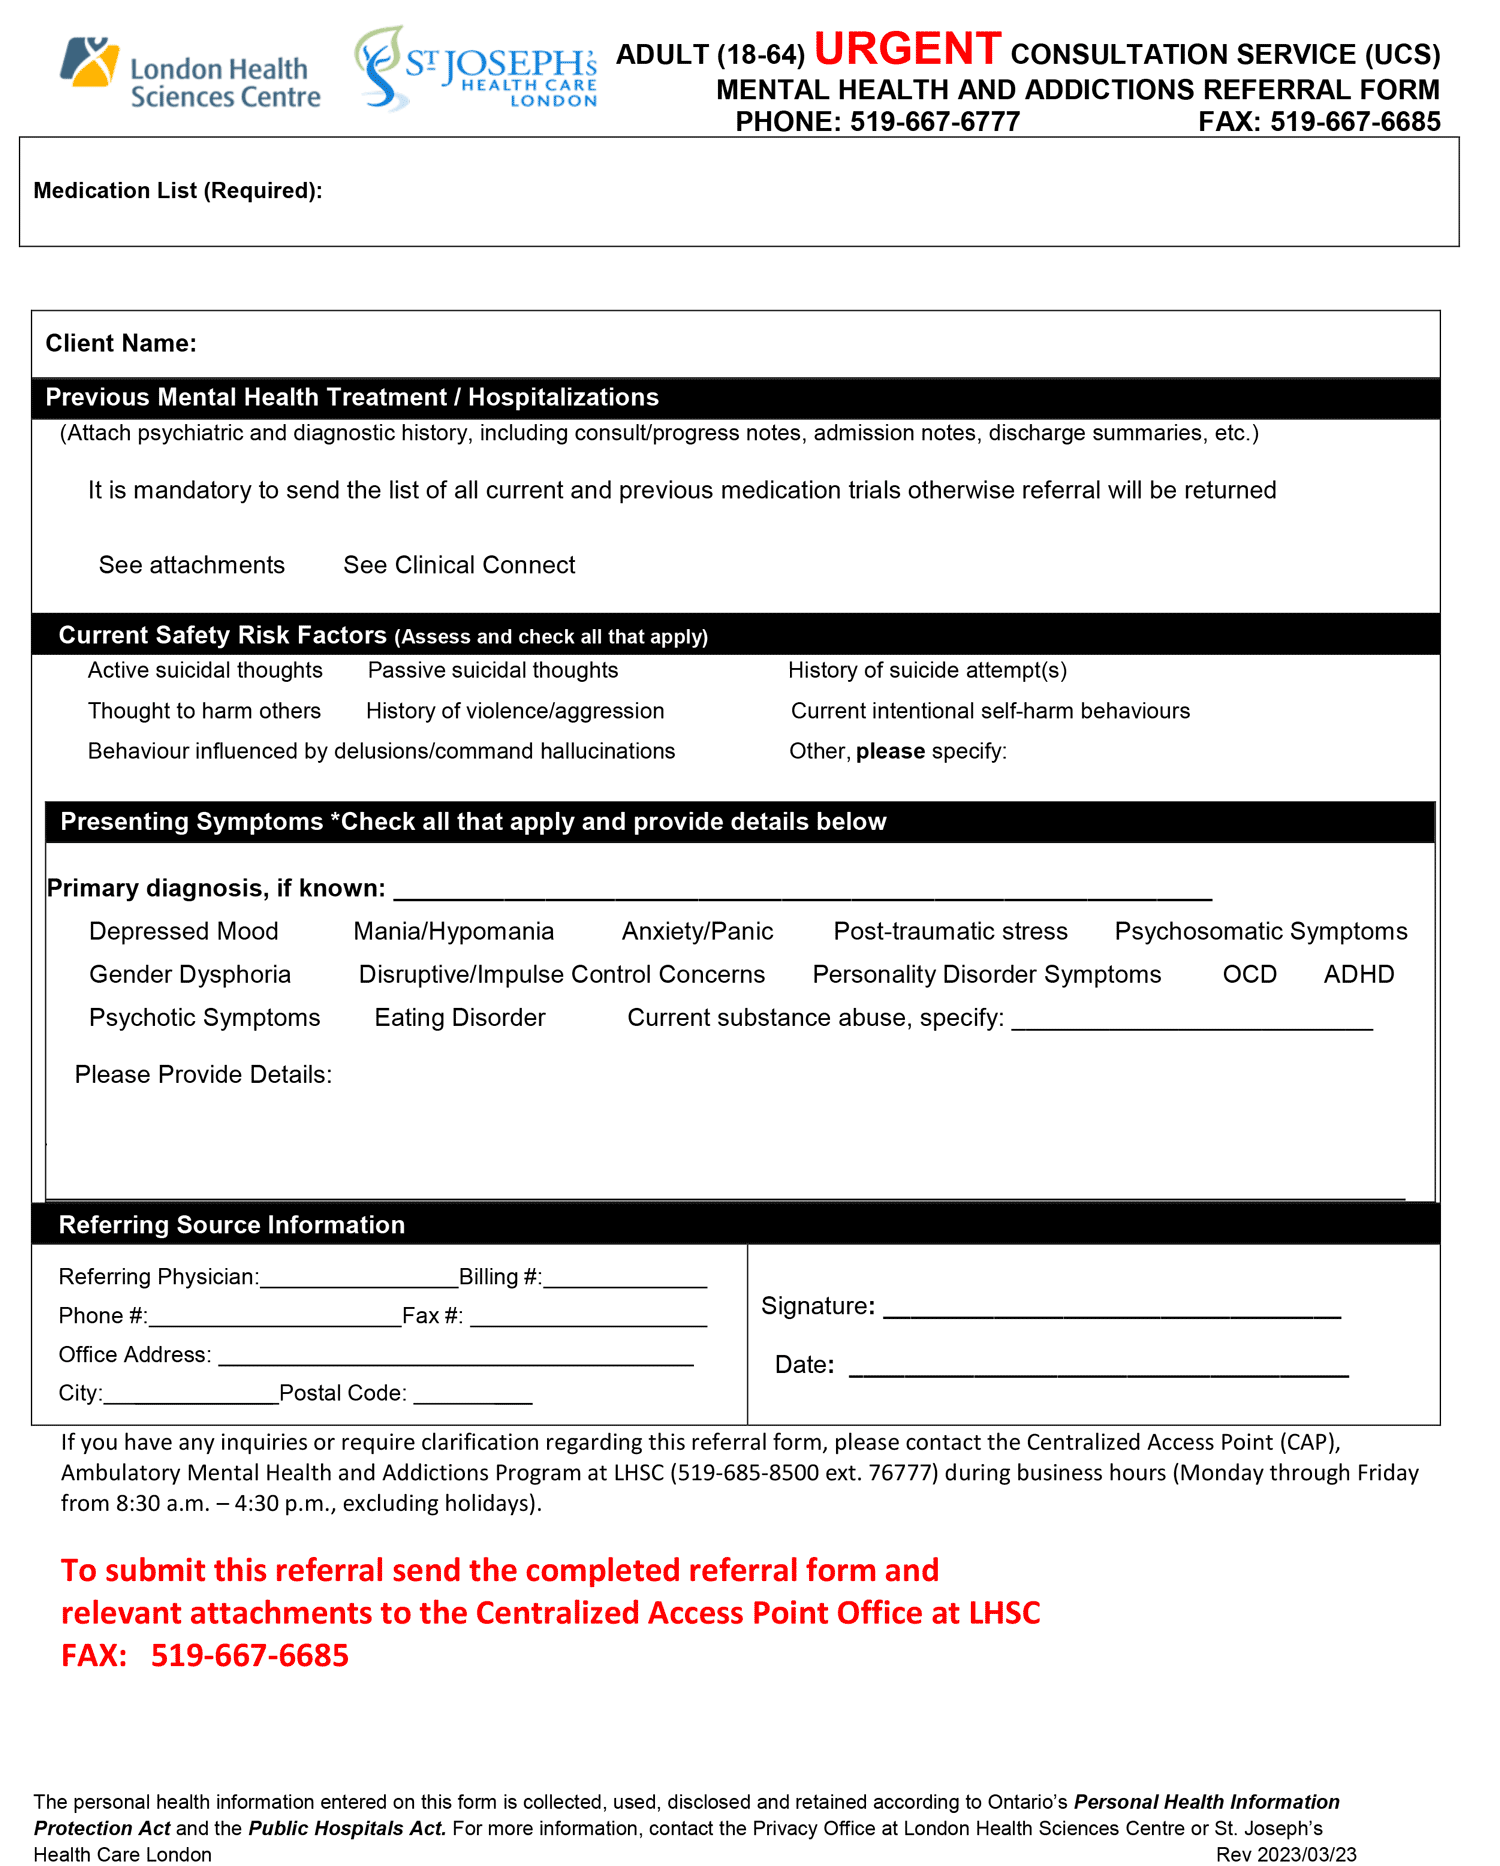 London Health
Sciences Centre
ST JOSEPH'S
HEALTH CARE
LONDON
ADULT (18-64) URGENT CONSULTATION SERVICE (UCS)
MENTAL HEALTH AND ADDICTIONS REFERRAL FORM
PHONE: 519-667-6777 FAX: 519-667-6685
Medication List (Required):
Client Name:
Previous Mental Health Treatment / Hospitalizations
(Attach psychiatric and diagnostic history, including consult/progress notes, admission notes, discharge summaries, etc.)
It is mandatory to send the list of all current and previous medication trials otherwise referral will be returned
See attachments See Clinical Connect
Current Safety Risk Factors (Assess and check all that apply)
Active suicidal thoughts Passive suicidal thoughts History of suicide attempt(s)
Thought to harm others History of violence/aggression Current intentional self-harm behaviours
Behaviour influenced by delusions/command hallucinations Other, please specify:
Presenting Symptoms *Check all that apply and provide details below
Primary diagnosis, if known: ____________________
Depressed Mood Mania/Hypomania Anxiety/Panic Post-traumatic stress Psychosomatic Symptoms
Gender Dysphoria Disruptive/Impulse Control Concerns Personality Disorder Symptoms OCD ADHD
Psychotic Symptoms Eating Disorder Current substance abuse, specify: ____________________
Please Provide Details:
Referring Source Information
Referring Physician:________________Billing #:_____________
Phone #:____________________Fax #: ___________________
Office Address: ______________________________________
City:______________Postal Code: __________
Signature: ______________________________
Date: ______________________________
If you have any inquiries or require clarification regarding this referral form, please contact the Centralized Access Point (CAP),
Ambulatory Mental Health and Addictions Program at LHSC (519-685-8500 ext. 76777) during business hours (Monday through Friday
from 8:30 a.m. – 4:30 p.m., excluding holidays).
To submit this referral send the completed referral form and
relevant attachments to the Centralized Access Point Office at LHSC
FAX: 519-667-6685
The personal health information entered on this form is collected, used, disclosed and retained according to Ontario’s Personal Health Information
Protection Act and the Public Hospitals Act. For more information, contact the Privacy Office at London Health Sciences Centre or St. Joseph’s
Health Care London Rev 2023/03/23